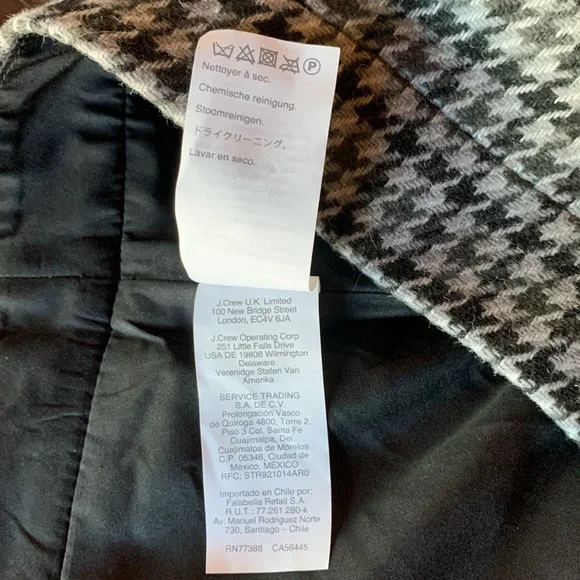 P
Nettoyer à sec.
Chemische reinigung.
Stoomreinigen.
ドライクリーニング。
Lavar en seco.
J.Crew U.K. Limited
100 New Bridge Street
London, EC4V 6JA
J.Crew Operating Corp
251 Little Falls Drive
USA DE 19808 Wilmington
Delaware
Verenidge Staten Van
Amerika
SERVICE TRADING
S.A. DE C.V.
Prolongación Vasco
de Quiroga 4800, Torre 2,
Piso 3 Col. Santa Fe
Cuajimalpa, Del.
Cuajimalpa de Morelos
C.P. 05348, Ciudad de
México, MÉXICO
RFC: STR921014AR0
Importado en Chile por:
Falabella Retail S.A.
R.U.T.: 77.261.280-k
Av: Manuel Rodriguez Norte
730, Santiago – Chile
RN77388 CA56445